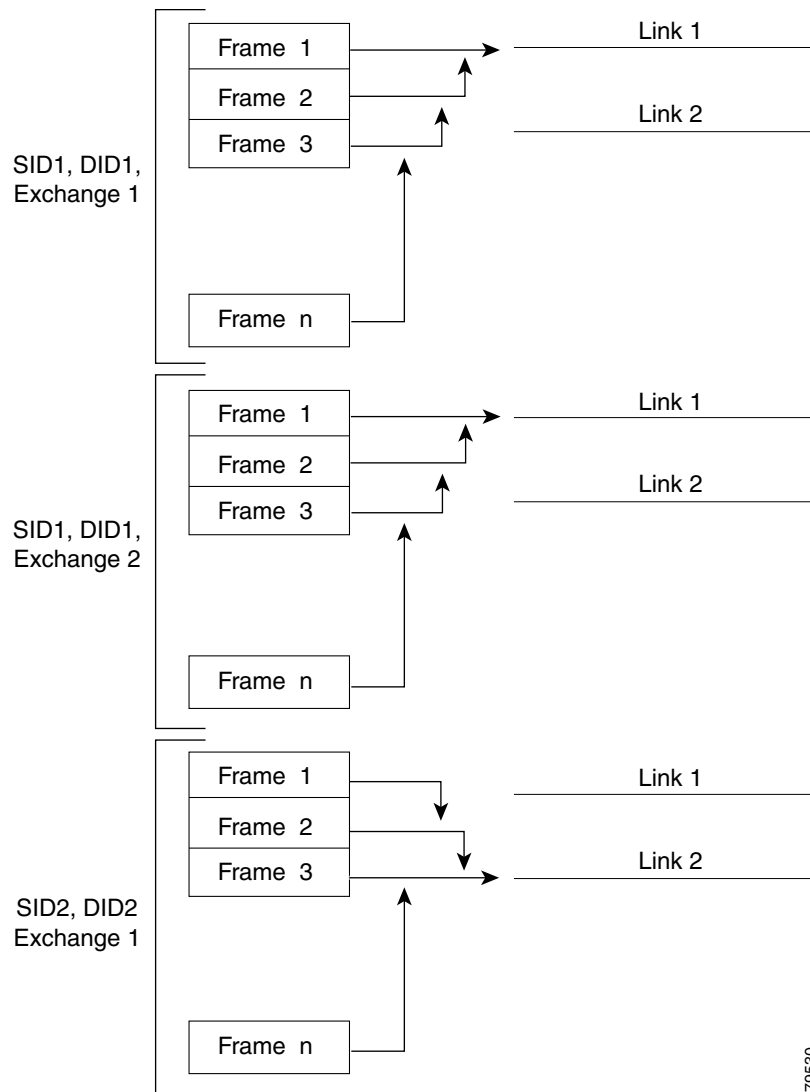 Frame 1
Link 1
Frame 2
Link 2
Frame 3
SID1, DID1,
Exchange 1
Frame n
Frame 1
Link 1
Frame 2
Link 2
Frame 3
SID1, DID1,
Exchange 2
Frame n
Frame 1
Link 1
Frame 2
Link 2
Frame 3
SID2, DID2
Exchange 1
Frame n
79530